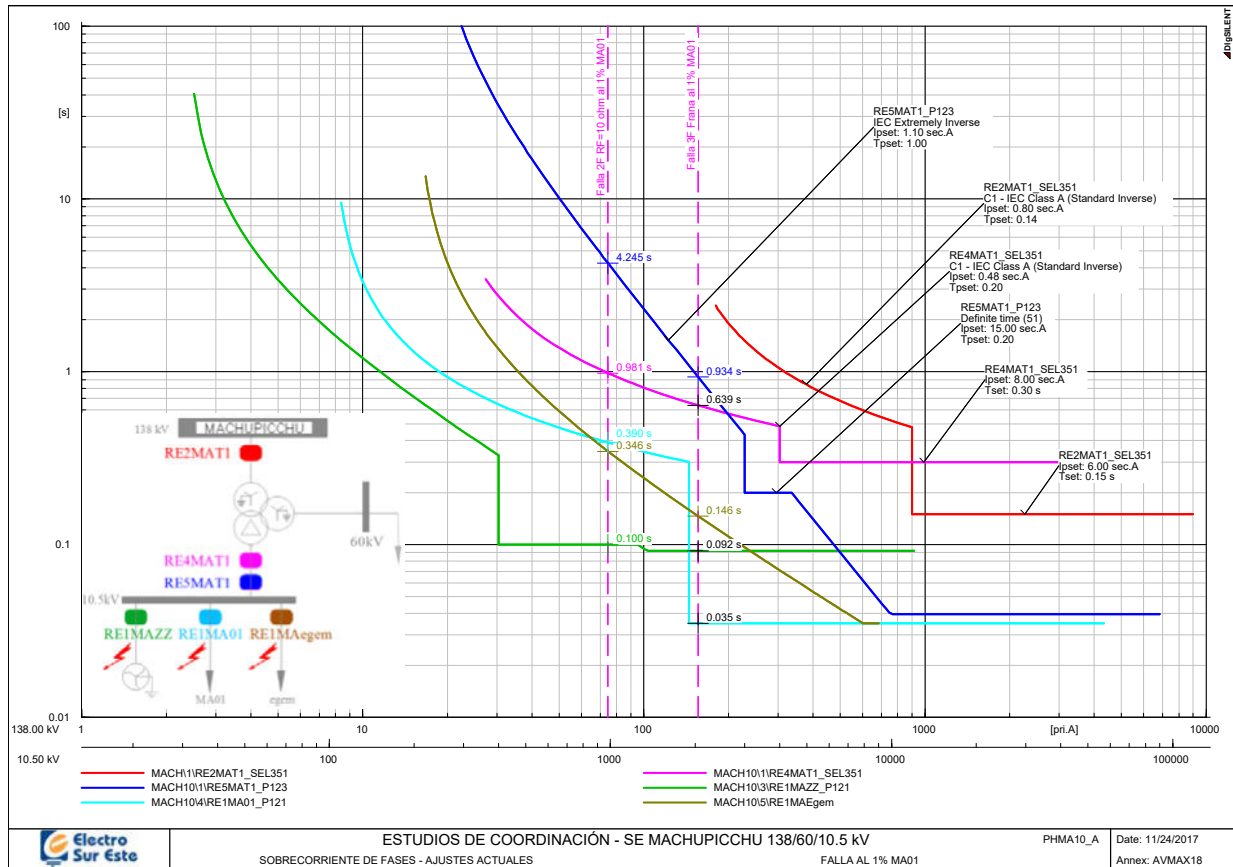 DIgSILENT
100
[s]
10
1
0.1
0.01
Falla 2F RF=10 ohm al 1% MA01
Falla 3F Frana al 1% MA01
RE5MAT1_P123
IEC Extremely Inverse
Ipset: 1.10 sec.A
Tpset: 1.00
RE2MAT1_SEL351
C1 - IEC Class A (Standard Inverse)
Ipset: 0.80 sec.A
Tpset: 0.14
RE4MAT1_SEL351
C1 - IEC Class A (Standard Inverse)
Ipset: 0.48 sec.A
Tpset: 0.20
RE5MAT1_P123
Definite time (51)
Ipset: 15.00 sec.A
Tpset: 0.20
RE4MAT1_SEL351
Ipset: 8.00 sec.A
Tset: 0.30 s
RE2MAT1_SEL351
Ipset: 6.00 sec.A
Tset: 0.15 s
4.245 s
0.981 s
0.934 s
0.639 s
0.390 s
0.346 s
0.146 s
0.100 s
0.092 s
0.035 s
138 kV
MACHUPICCHU
RE2MAT1
60kV
RE4MAT1
RE5MAT1
10.5kV
RE1MAZZ
RE1MA01
RE1MAegem
MA01
egem
138.00 kV
1
10
100
1000
[pri.A]
10000
10.50 kV
100
1000
10000
100000
MACH\1\RE2MAT1_SEL351
MACH10\1\RE4MAT1_SEL351
MACH10\1\RE5MAT1_P123
MACH10\3\RE1MAZZ_P121
MACH10\4\RE1MA01_P121
MACH10\5\RE1MAEgem
Electro
Sur Este
ESTUDIOS DE COORDINACIÓN - SE MACHUPICCHU 138/60/10.5 kV
SOBRECORRIENTE DE FASES - AJUSTES ACTUALES
FALLA AL 1% MA01
PHMA10_A
Date: 11/24/2017
Annex: AVMAX18